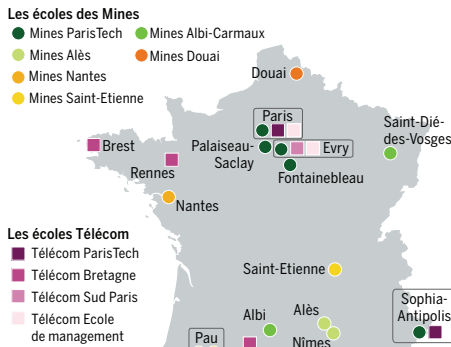 Les écoles des Mines
Mines ParisTech
Mines Albi-Carmaux
Mines Alès
Mines Douai
Mines Nantes
Mines Saint-Etienne
Douai
Paris
Saint-Dié-
des-Vosges
Brest
Palaiseau-
Saclay
Evry
Rennes
Fontainebleau
Nantes
Les écoles Télécom
Télécom ParisTech
Télécom Bretagne
Télécom Sud Paris
Télécom Ecole
de management
Saint-Etienne
Sophia-
Antipolis
Albi
Alès
Pau
Nîmes